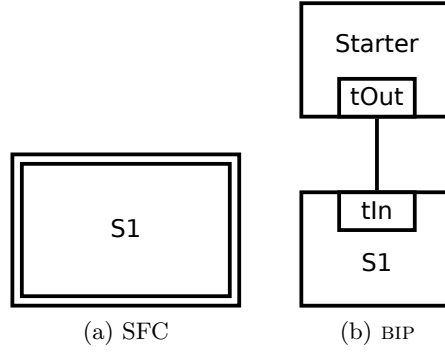 Starter
tOut
S1
tIn
S1
(a) SFC
(b) BIP